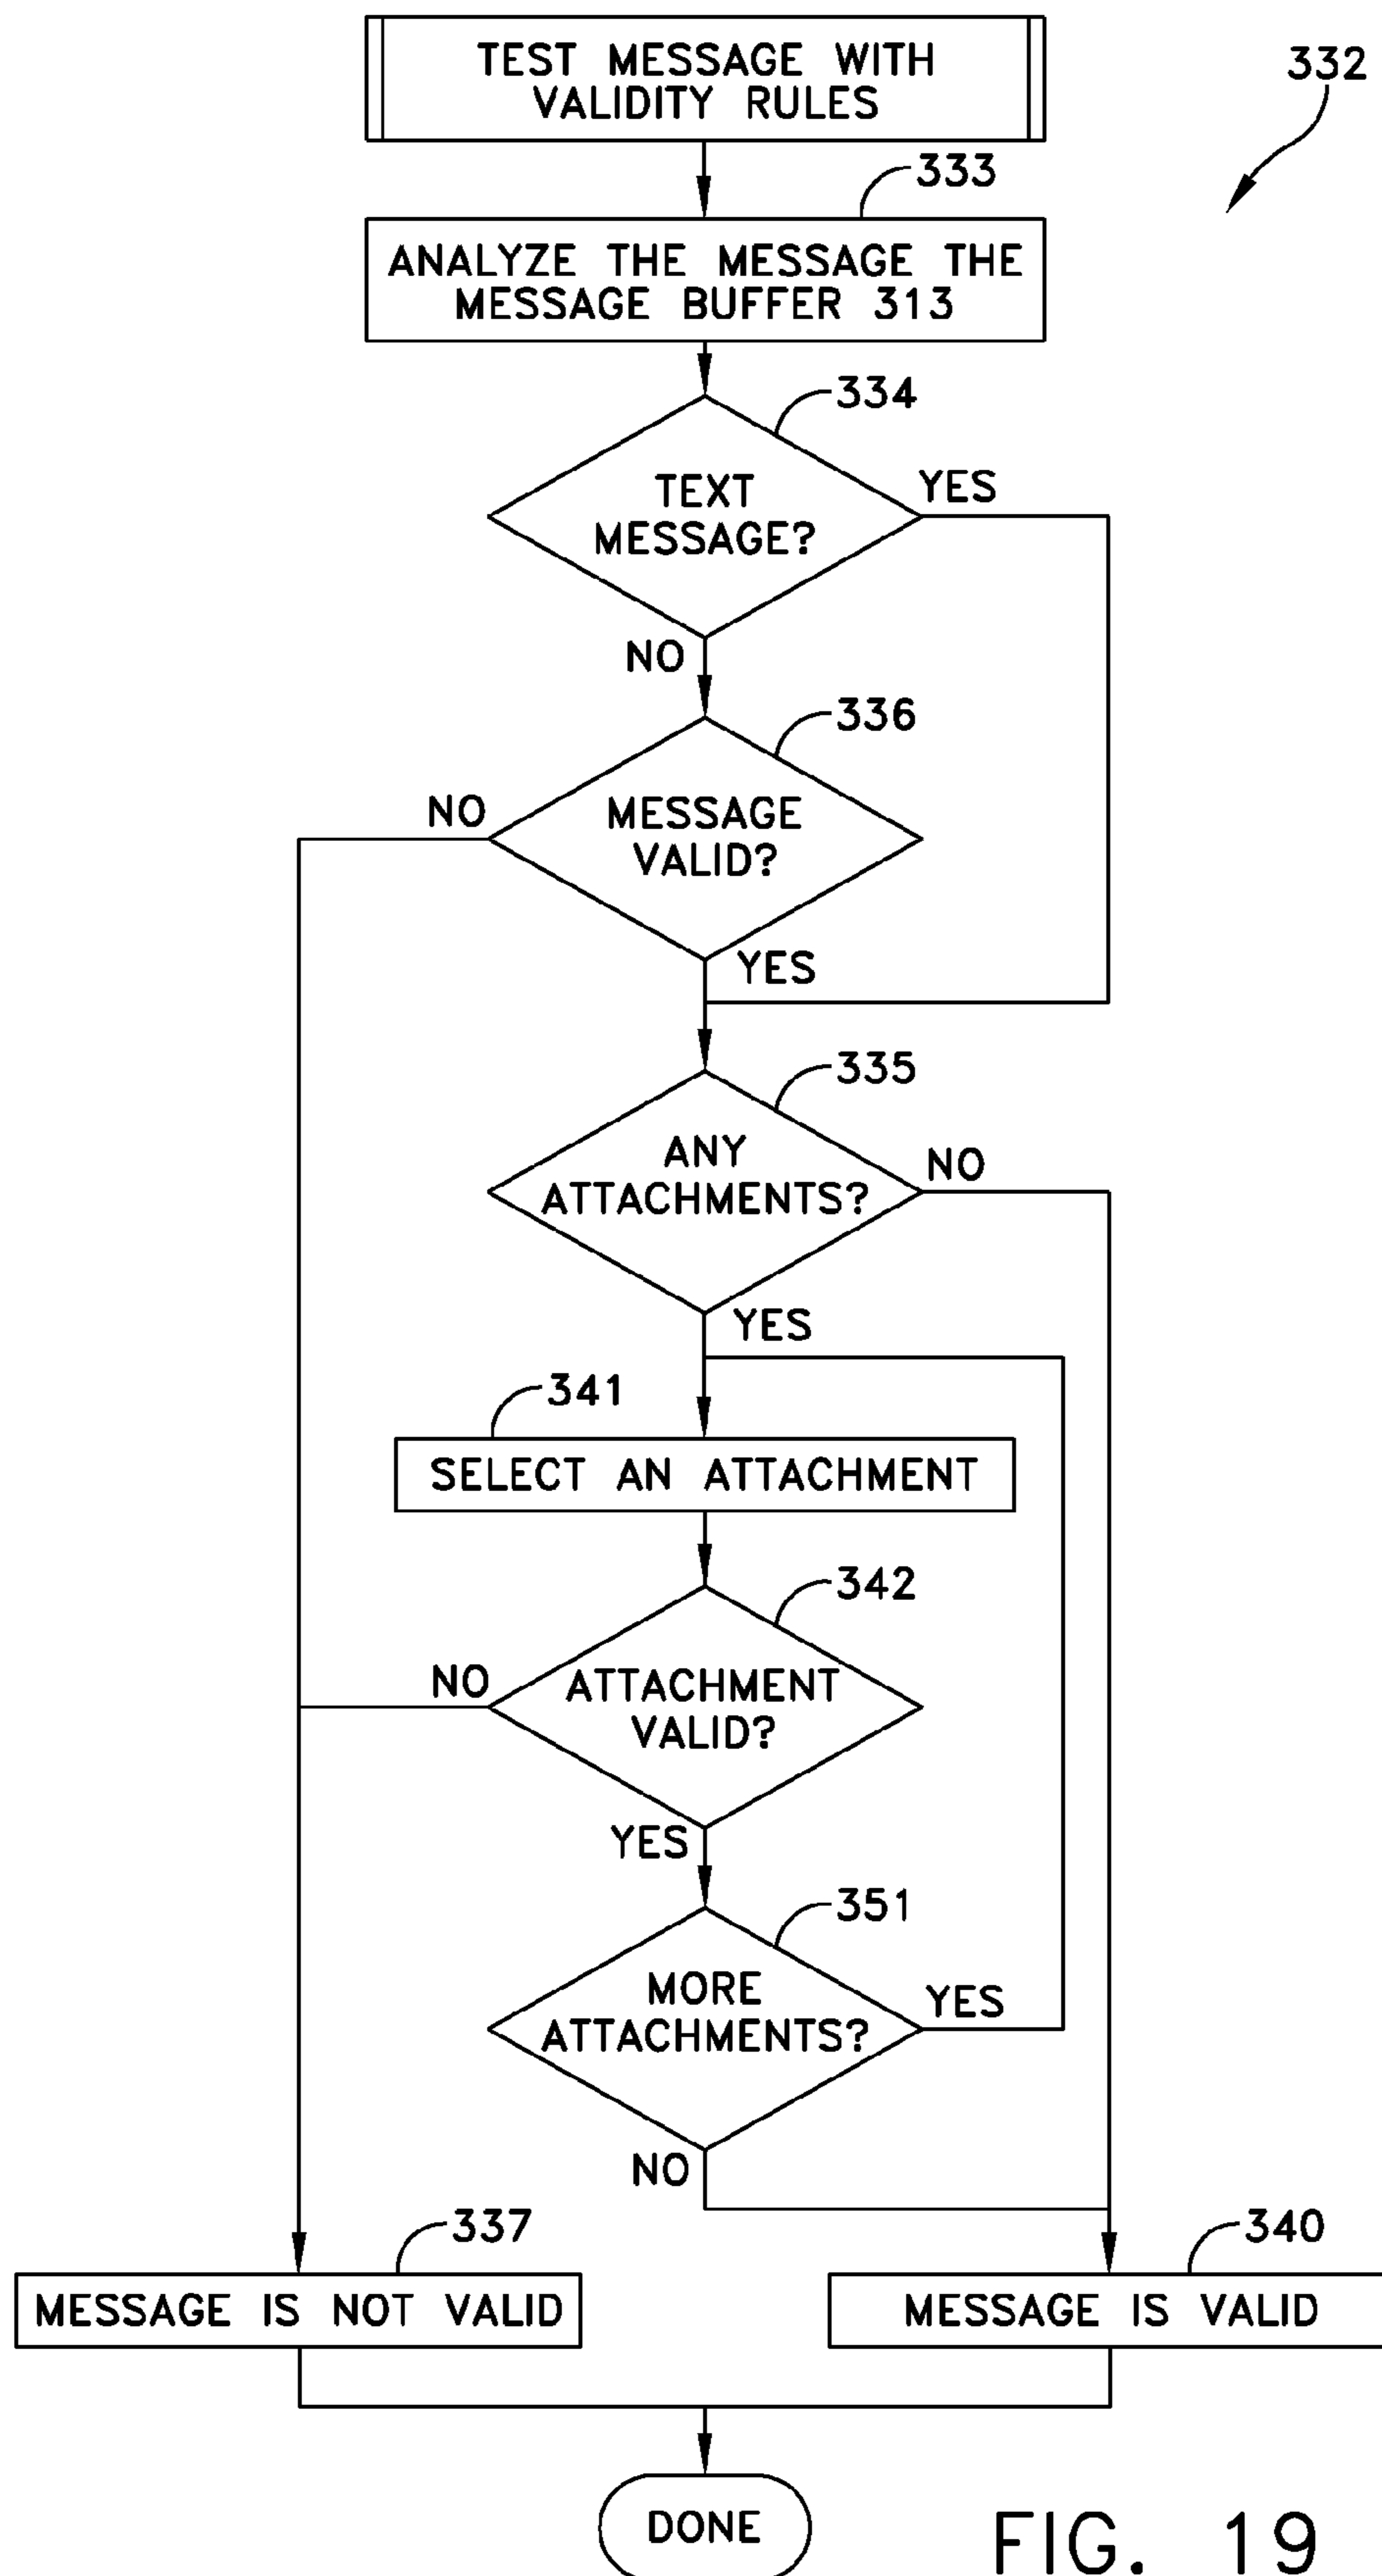 TEST MESSAGE WITH
VALIDITY RULES
332
333
ANALYZE THE MESSAGE THE
MESSAGE BUFFER 313
334
TEXT
MESSAGE?
YES
NO
336
MESSAGE
VALID?
NO
YES
335
ANY
ATTACHMENTS?
NO
YES
341
SELECT AN ATTACHMENT
342
ATTACHMENT
VALID?
NO
YES
351
MORE
ATTACHMENTS?
YES
NO
337
MESSAGE IS NOT VALID
340
MESSAGE IS VALID
DONE
FIG. 19